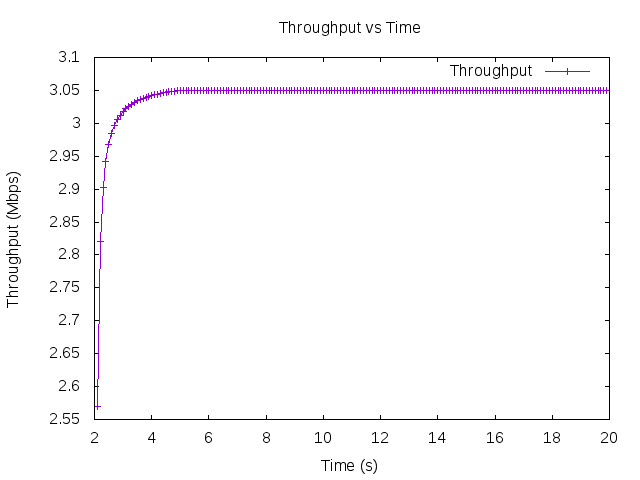 Throughput vs Time
Throughput
3.1
3.05
3
2.95
2.9
2.85
2.8
2.75
2.7
2.65
2.6
2.55
Throughput (Mbps)
2 4 6 8 10 12 14 16 18 20
Time (s)